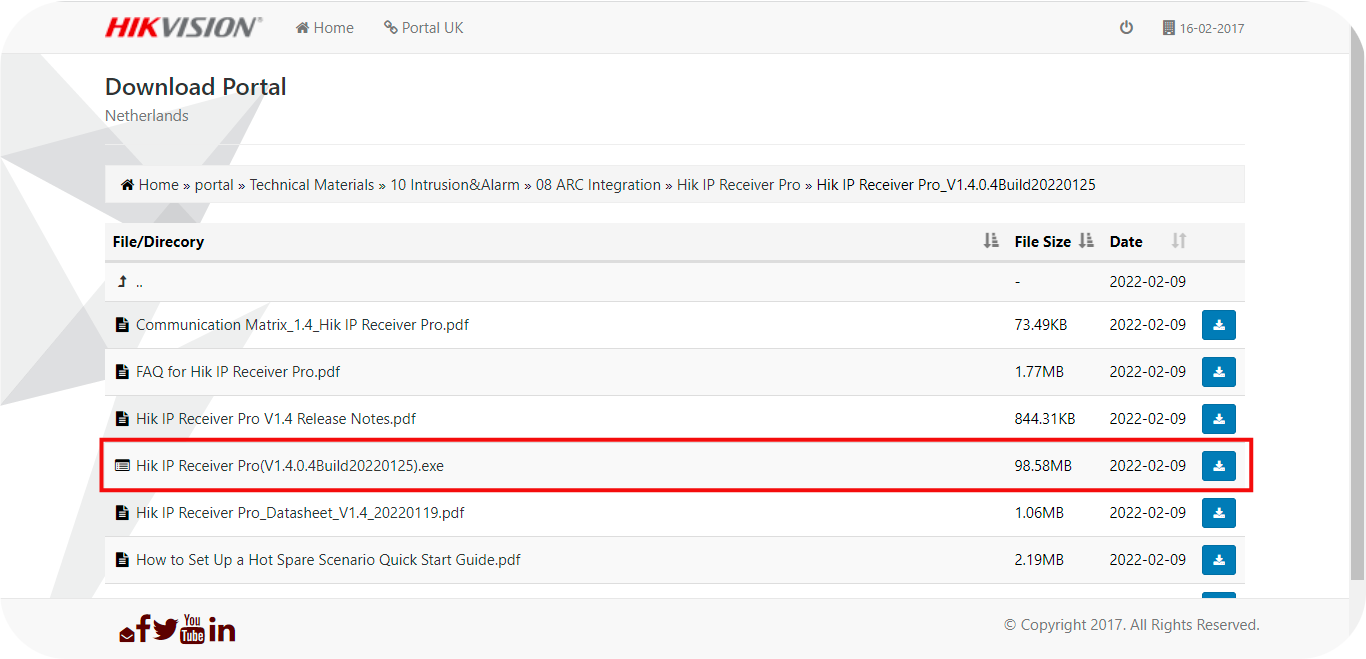 HIKVISION® Home Portal UK 16-02-2017
Download Portal
Netherlands
Home » portal » Technical Materials » 10 Intrusion&Alarm » 08 ARC Integration » Hik IP Receiver Pro » Hik IP Receiver Pro_V1.4.0.4Build20220125
File/Direcory File Size Date
.. - 2022-02-09
Communication Matrix_1.4_Hik IP Receiver Pro.pdf 73.49KB 2022-02-09
FAQ for Hik IP Receiver Pro.pdf 1.77MB 2022-02-09
Hik IP Receiver Pro V1.4 Release Notes.pdf 844.31KB 2022-02-09
Hik IP Receiver Pro(V1.4.0.4Build20220125).exe 98.58MB 2022-02-09
Hik IP Receiver Pro_Datasheet_V1.4_20220119.pdf 1.06MB 2022-02-09
How to Set Up a Hot Spare Scenario Quick Start Guide.pdf 2.19MB 2022-02-09
f You Tube in © Copyright 2017. All Rights Reserved.